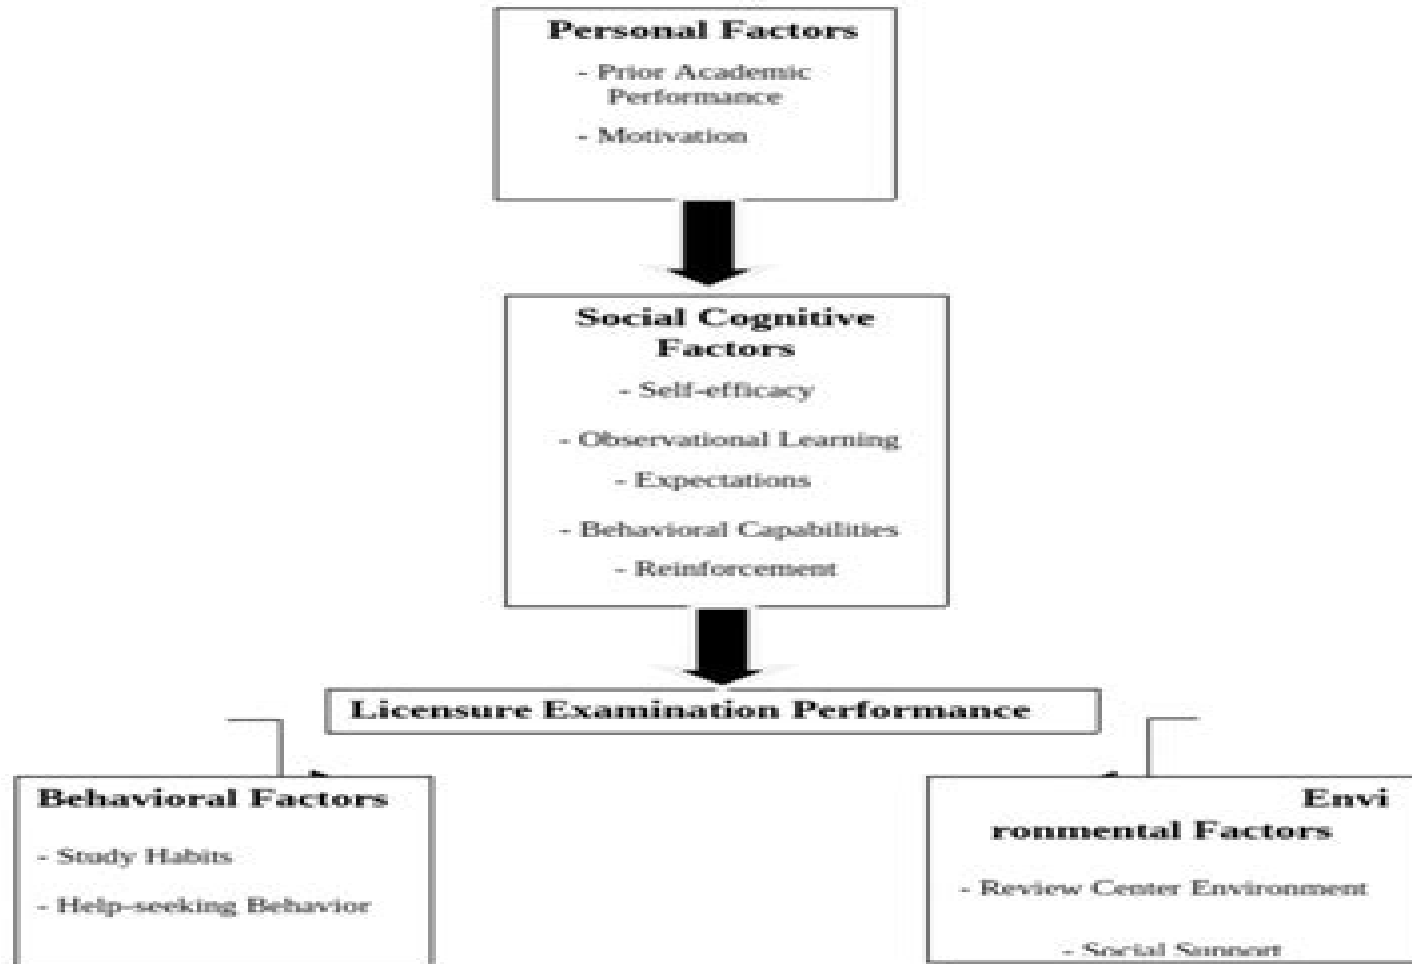 Personal Factors
- Prior Academic
Performance
- Motivation
Social Cognitive
Factors
- Self-efficacy
- Observational Learning
- Expectations
- Behavioral Capabilities
- Reinforcement
Licensure Examination Performance
Behavioral Factors
- Study Habits
- Help-seeking Behavior
Envi
ronmental Factors
- Review Center Environment
- Social Support